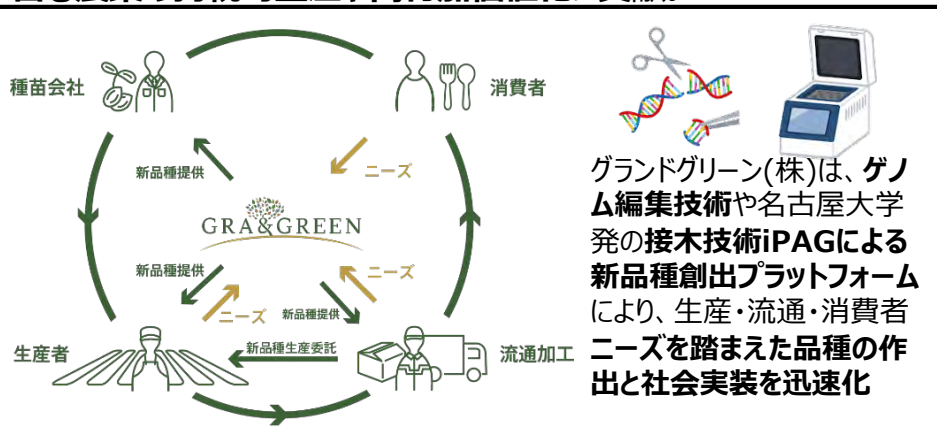 種苗会社
消費者
新品種提供
ニーズ
GRA&GREEN
新品種提供
ニーズ
ニーズ
新品種提供
生産者
新品種生産委託
流通加工
グランドグリーン(株)は、ゲノ
ム編集技術や名古屋大学
発の接木技術iPAGによる
新品種創出プラットフォーム
により、生産・流通・消費者
ニーズを踏まえた品種の作
出と社会実装を迅速化